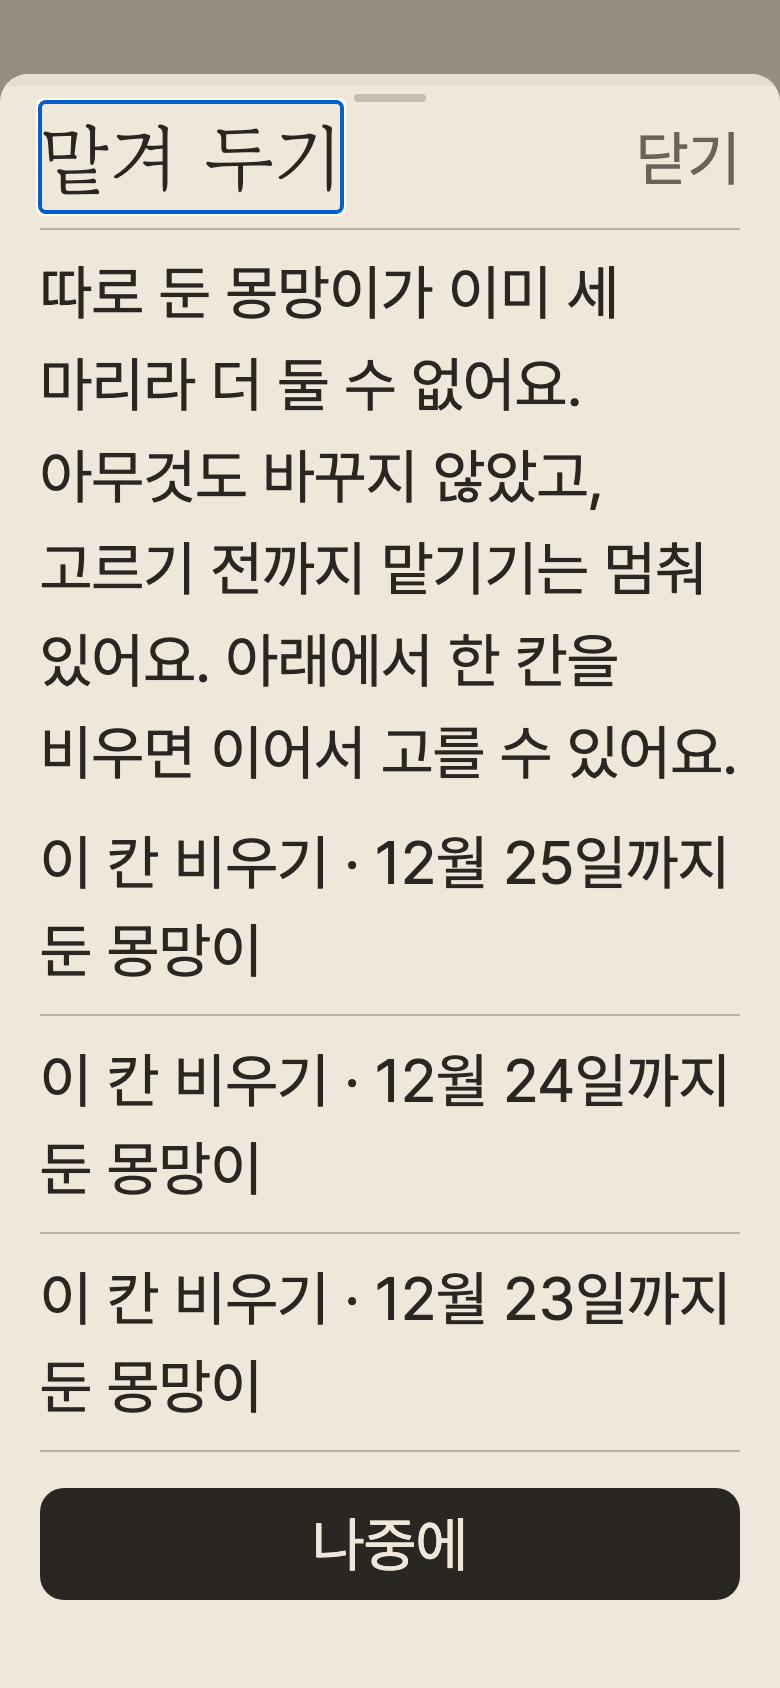 맡겨 두기
닫기
따로 둔 몽망이가 이미 세
마리라 더 둘 수 없어요.
아무것도 바꾸지 않았고,
고르기 전까지 맡기기는 멈춰
있어요. 아래에서 한 칸을
비우면 이어서 고를 수 있어요.
이 칸 비우기 · 12월 25일까지
둔 몽망이
이 칸 비우기 · 12월 24일까지
둔 몽망이
이 칸 비우기 · 12월 23일까지
둔 몽망이
나중에